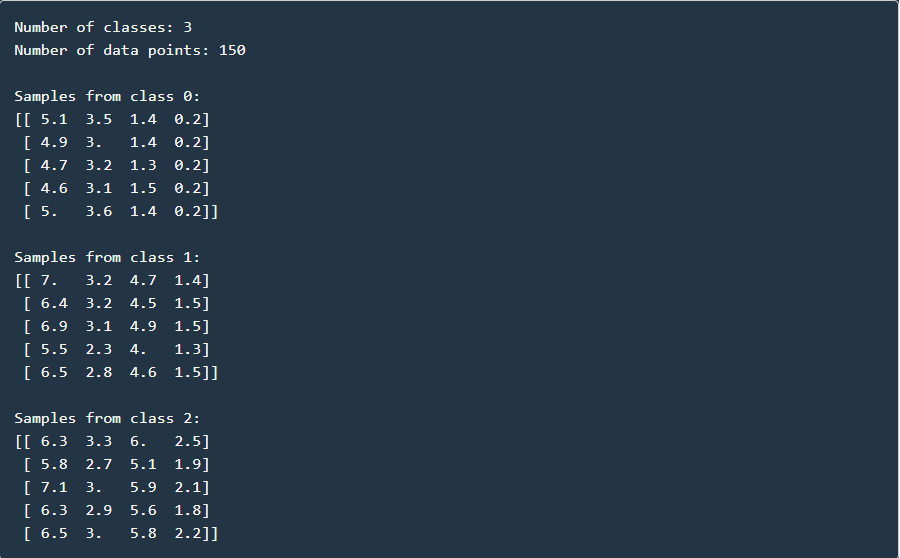 Number of classes: 3
Number of data points: 150

Samples from class 0:
[[ 5.1  3.5  1.4  0.2]
 [ 4.9  3.   1.4  0.2]
 [ 4.7  3.2  1.3  0.2]
 [ 4.6  3.1  1.5  0.2]
 [ 5.   3.6  1.4  0.2]]

Samples from class 1:
[[ 7.   3.2  4.7  1.4]
 [ 6.4  3.2  4.5  1.5]
 [ 6.9  3.1  4.9  1.5]
 [ 5.5  2.3  4.   1.3]
 [ 6.5  2.8  4.6  1.5]]

Samples from class 2:
[[ 6.3  3.3  6.   2.5]
 [ 5.8  2.7  5.1  1.9]
 [ 7.1  3.   5.9  2.1]
 [ 6.3  2.9  5.6  1.8]
 [ 6.5  3.   5.8  2.2]]